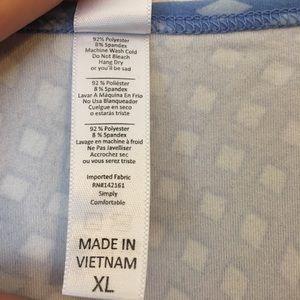 92% Polyester
8% Spandex
Machine Wash Cold
Do Not Bleach
Hang Dry
or you'll be sad
92% Poliéster
8% Spandex
Lavar A Máquina En Frio
No Usa Blanqueador
Cuelgue en seco
o estarás triste
92 % Polyester
8 % Spandex
Lavage en machine à froid
Ne Pas Javelliser
Accrochez sec
ou vous serez triste
Imported Fabric
RN#142161
Simply
Comfortable
MADE IN
VIETNAM
XL